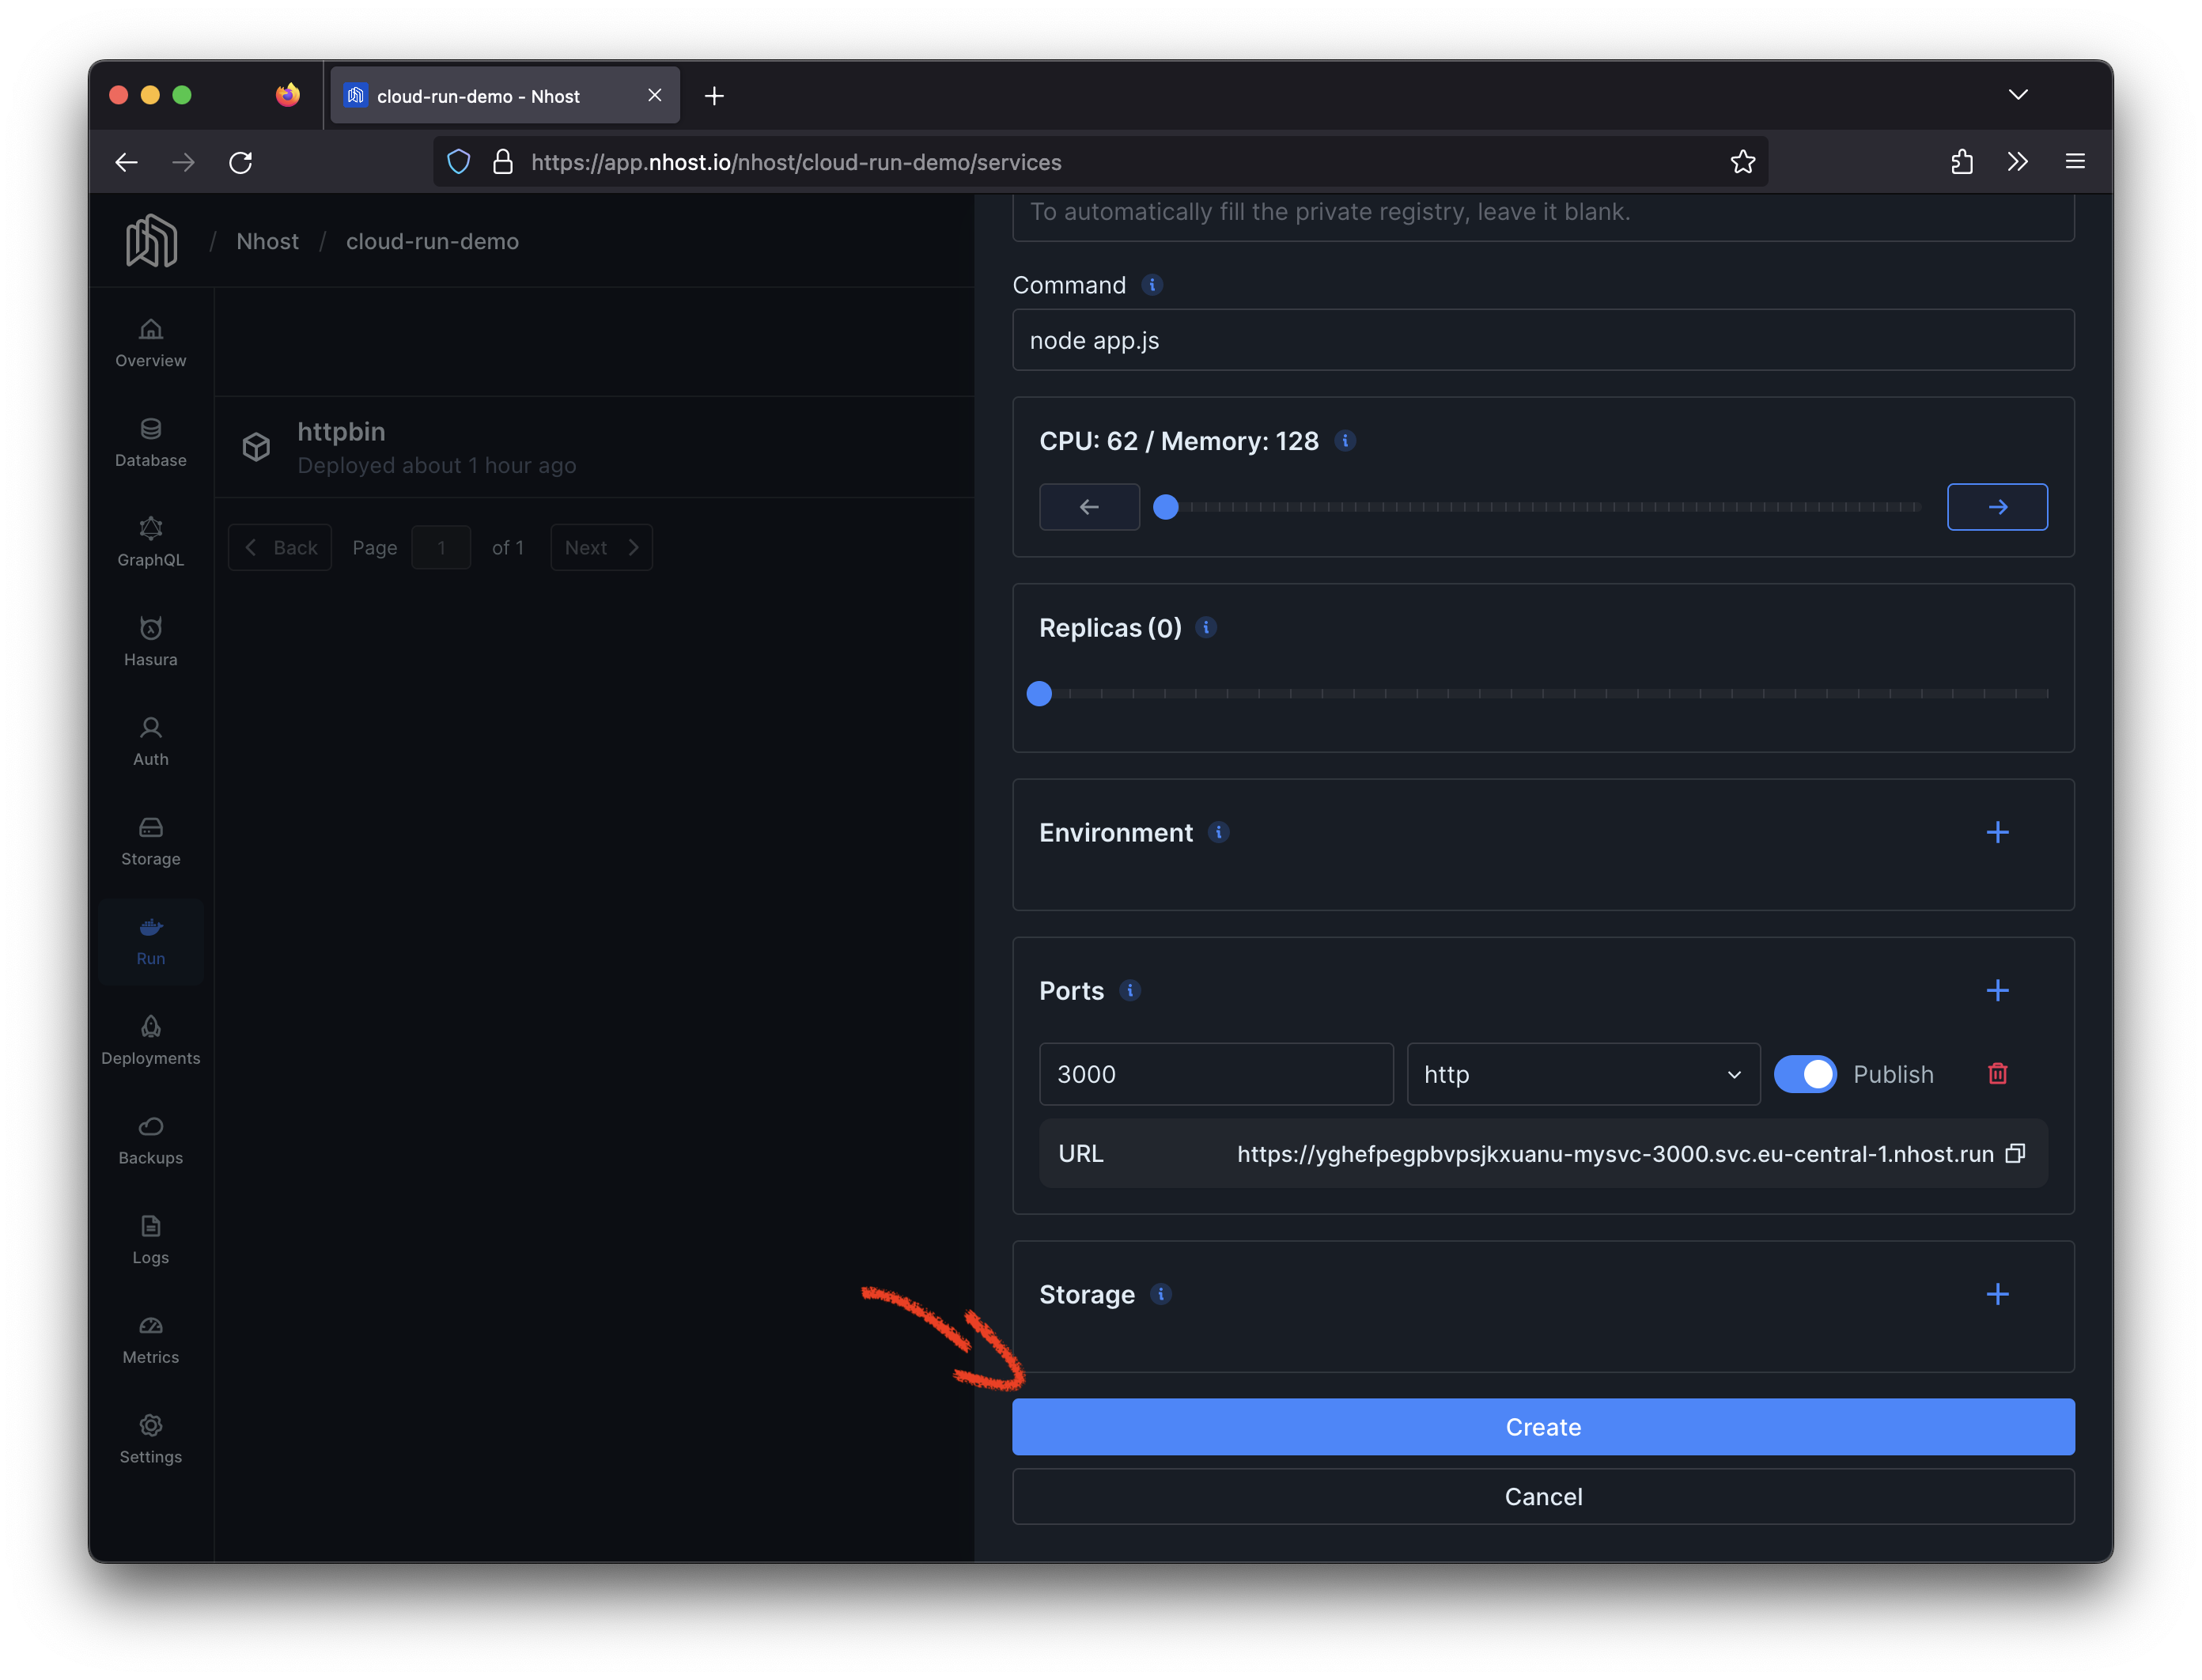 cloud-run-demo - Nhost
https://app.nhost.io/nhost/cloud-run-demo/services
/ Nhost / cloud-run-demo
Overview
Database
GraphQL
Hasura
Auth
Storage
Run
Deployments
Backups
Logs
Metrics
Settings
httpbin
Deployed about 1 hour ago
Back Page 1 of 1 Next
To automatically fill the private registry, leave it blank.
Command
node app.js
CPU: 62 / Memory: 128
Replicas (0)
Environment
Ports
3000 http Publish
URL https://yghefpegpbvpsjkxuanu-mysvc-3000.svc.eu-central-1.nhost.run
Storage
Create
Cancel